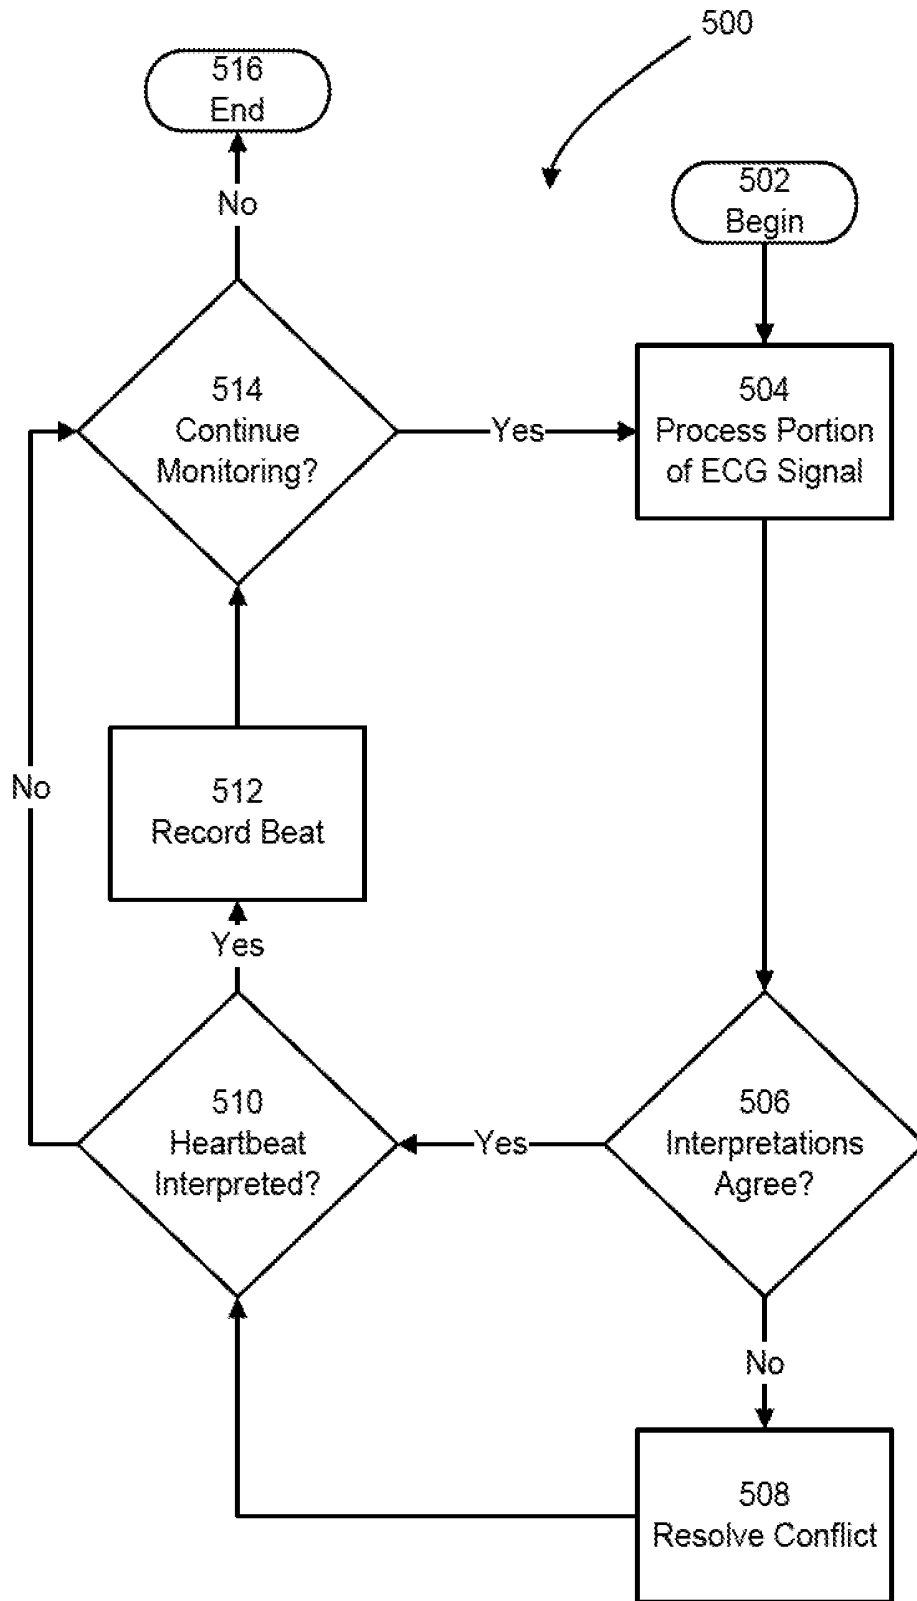 500
516
End
No
502
Begin
514
Continue
Monitoring?
Yes
504
Process Portion
of ECG Signal
No
512
Record Beat
Yes
510
Heartbeat
Interpreted?
Yes
506
Interpretations
Agree?
No
508
Resolve Conflict